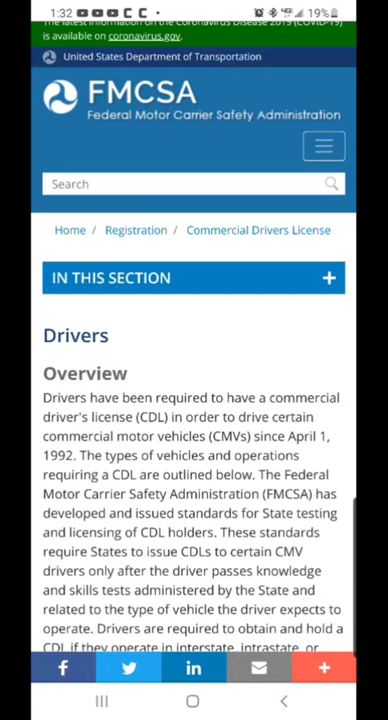 1:32
19%
The latest information on the Coronavirus Disease 2019 (COVID-19)
is available on coronavirus.gov.
United States Department of Transportation
FMCSA
Federal Motor Carrier Safety Administration
Search
Home / Registration / Commercial Drivers License
IN THIS SECTION +
Drivers
Overview
Drivers have been required to have a commercial
driver's license (CDL) in order to drive certain
commercial motor vehicles (CMVs) since April 1,
1992. The types of vehicles and operations
requiring a CDL are outlined below. The Federal
Motor Carrier Safety Administration (FMCSA) has
developed and issued standards for State testing
and licensing of CDL holders. These standards
require States to issue CDLs to certain CMV
drivers only after the driver passes knowledge
and skills tests administered by the State and
related to the type of vehicle the driver expects to
operate. Drivers are required to obtain and hold a
CDL if they operate in interstate, intrastate, or